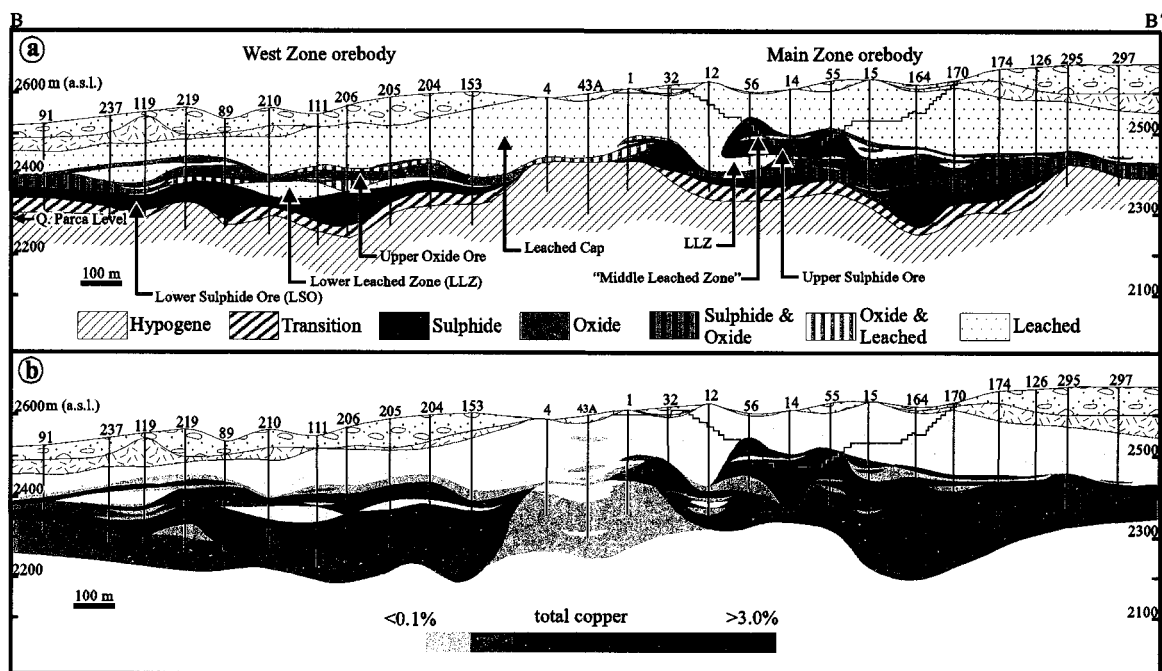 B B'
a West Zone orebody Main Zone orebody
2600 m (a.s.l.)
91 237 119 219 89 210 111 206 205 204 153 4 43A 1 32 12 56 14 55 15 164 170 174 126 295 297
2500
2400 2400
Q. Parca Level 2300
2200
Upper Oxide Ore Leached Cap LLZ
100 m Lower Leached Zone (LLZ) "Middle Leached Zone" Upper Sulphide Ore
Lower Sulphide Ore (LSO) 2100
Hypogene Transition Sulphide Oxide Sulphide & Oxide Oxide & Leached Leached
b
2600m (a.s.l.)
91 237 119 219 89 210 111 206 205 204 153 4 43A 1 32 12 56 14 55 15 164 170 174 126 295 297
2500
2400 2400
2300
2200
100 m 2100
<0.1% total copper >3.0%